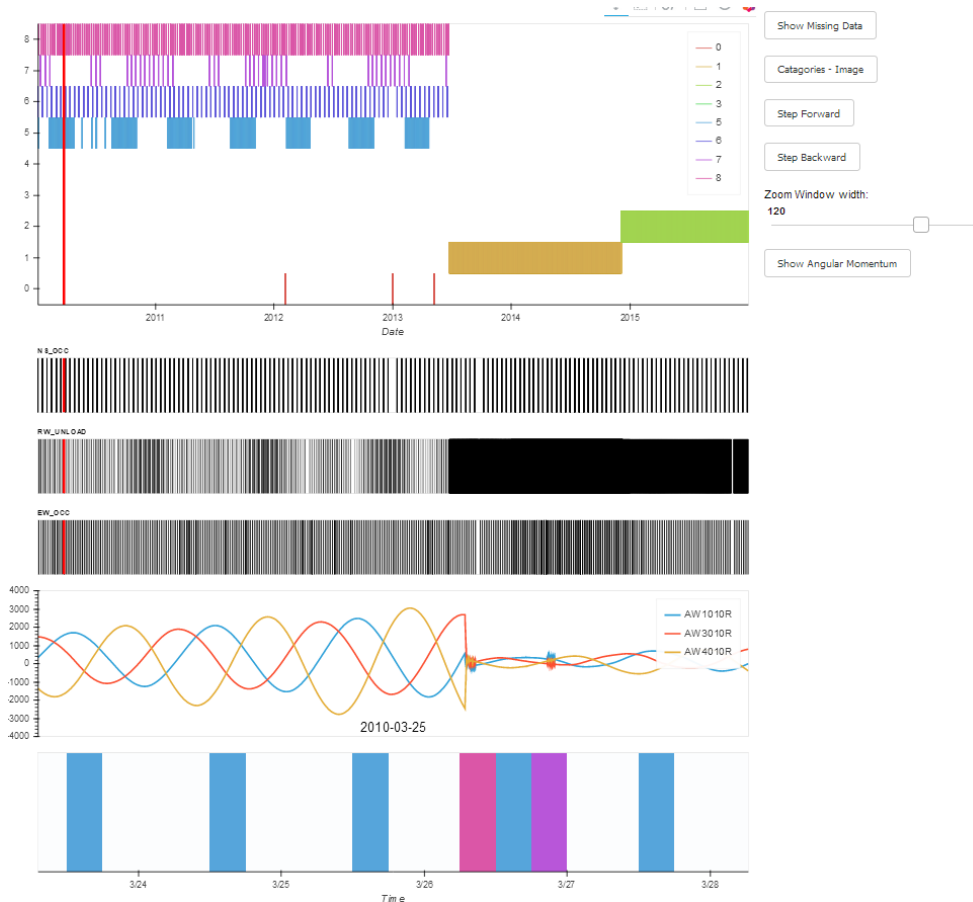 Show Missing Data
8
7
6
5
4
3
2
1
0
0
1
2
3
5
6
7
8
Catagories - Image
Step Forward
Step Backward
Zoom Window width:
120
Show Angular Momentum
2011
2012
2013
2014
2015
Date
NS_OCC
RW_UNLOAD
EW_OCC
4000
3000
2000
1000
0
-1000
-2000
-3000
-4000
AW1010R
AW3010R
AW4010R
2010-03-25
3/24
3/25
3/26
3/27
3/28
Time